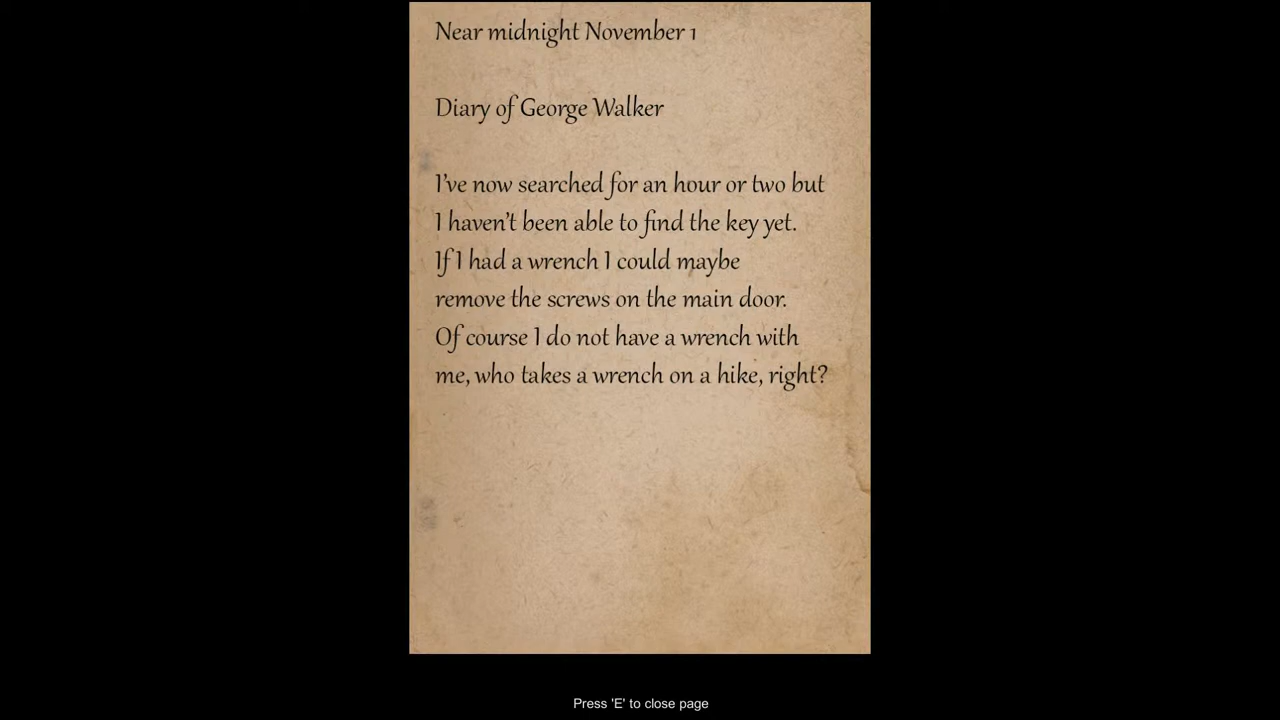 Near midnight November 1
Diary of George Walker
I've now searched for an hour or two but
I haven't been able to find the key yet.
If I had a wrench I could maybe
remove the screws on the main door.
Of course I do not have a wrench with
me, who takes a wrench on a hike, right?
Press 'E' to close page